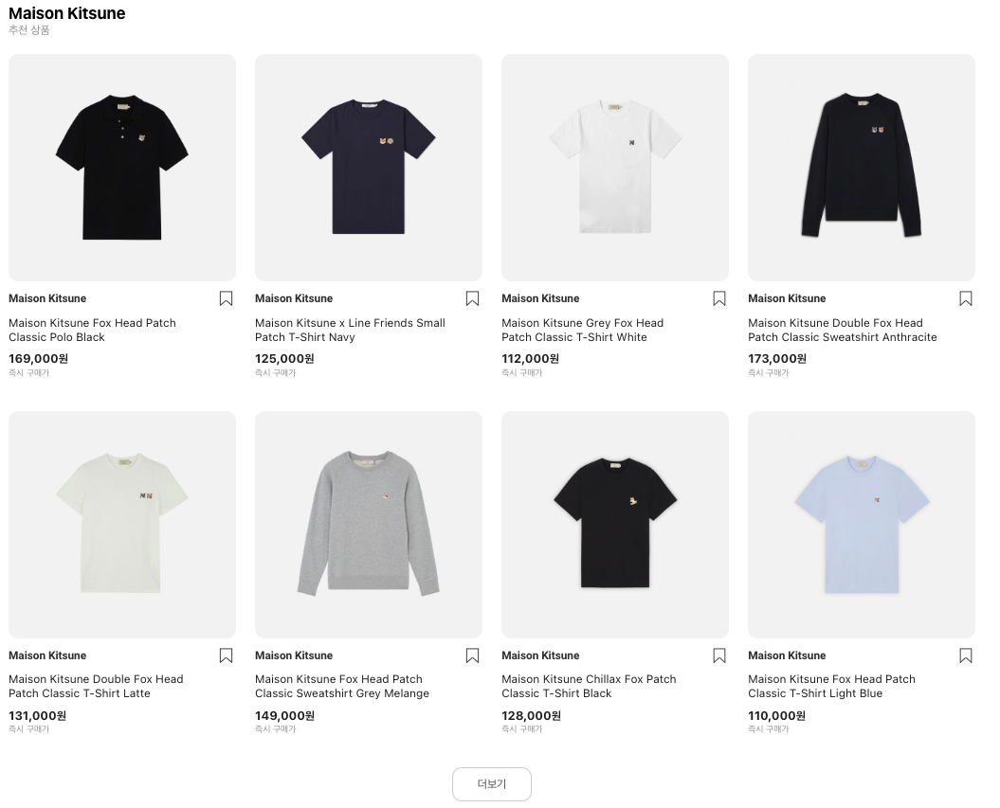 Maison Kitsune
추천 상품
Maison Kitsune
Maison Kitsune Fox Head Patch
Classic Polo Black
169,000원
즉시 구매가
Maison Kitsune
Maison Kitsune x Line Friends Small
Patch T-Shirt Navy
125,000원
즉시 구매가
Maison Kitsune
Maison Kitsune Grey Fox Head
Patch Classic T-Shirt White
112,000원
즉시 구매가
Maison Kitsune
Maison Kitsune Double Fox Head
Patch Classic Sweatshirt Anthracite
173,000원
즉시 구매가
Maison Kitsune
Maison Kitsune Double Fox Head
Patch Classic T-Shirt Latte
131,000원
즉시 구매가
Maison Kitsune
Maison Kitsune Fox Head Patch
Classic Sweatshirt Grey Melange
149,000원
즉시 구매가
Maison Kitsune
Maison Kitsune Chillax Fox Patch
Classic T-Shirt Black
128,000원
즉시 구매가
Maison Kitsune
Maison Kitsune Fox Head Patch
Classic T-Shirt Light Blue
110,000원
즉시 구매가
더보기